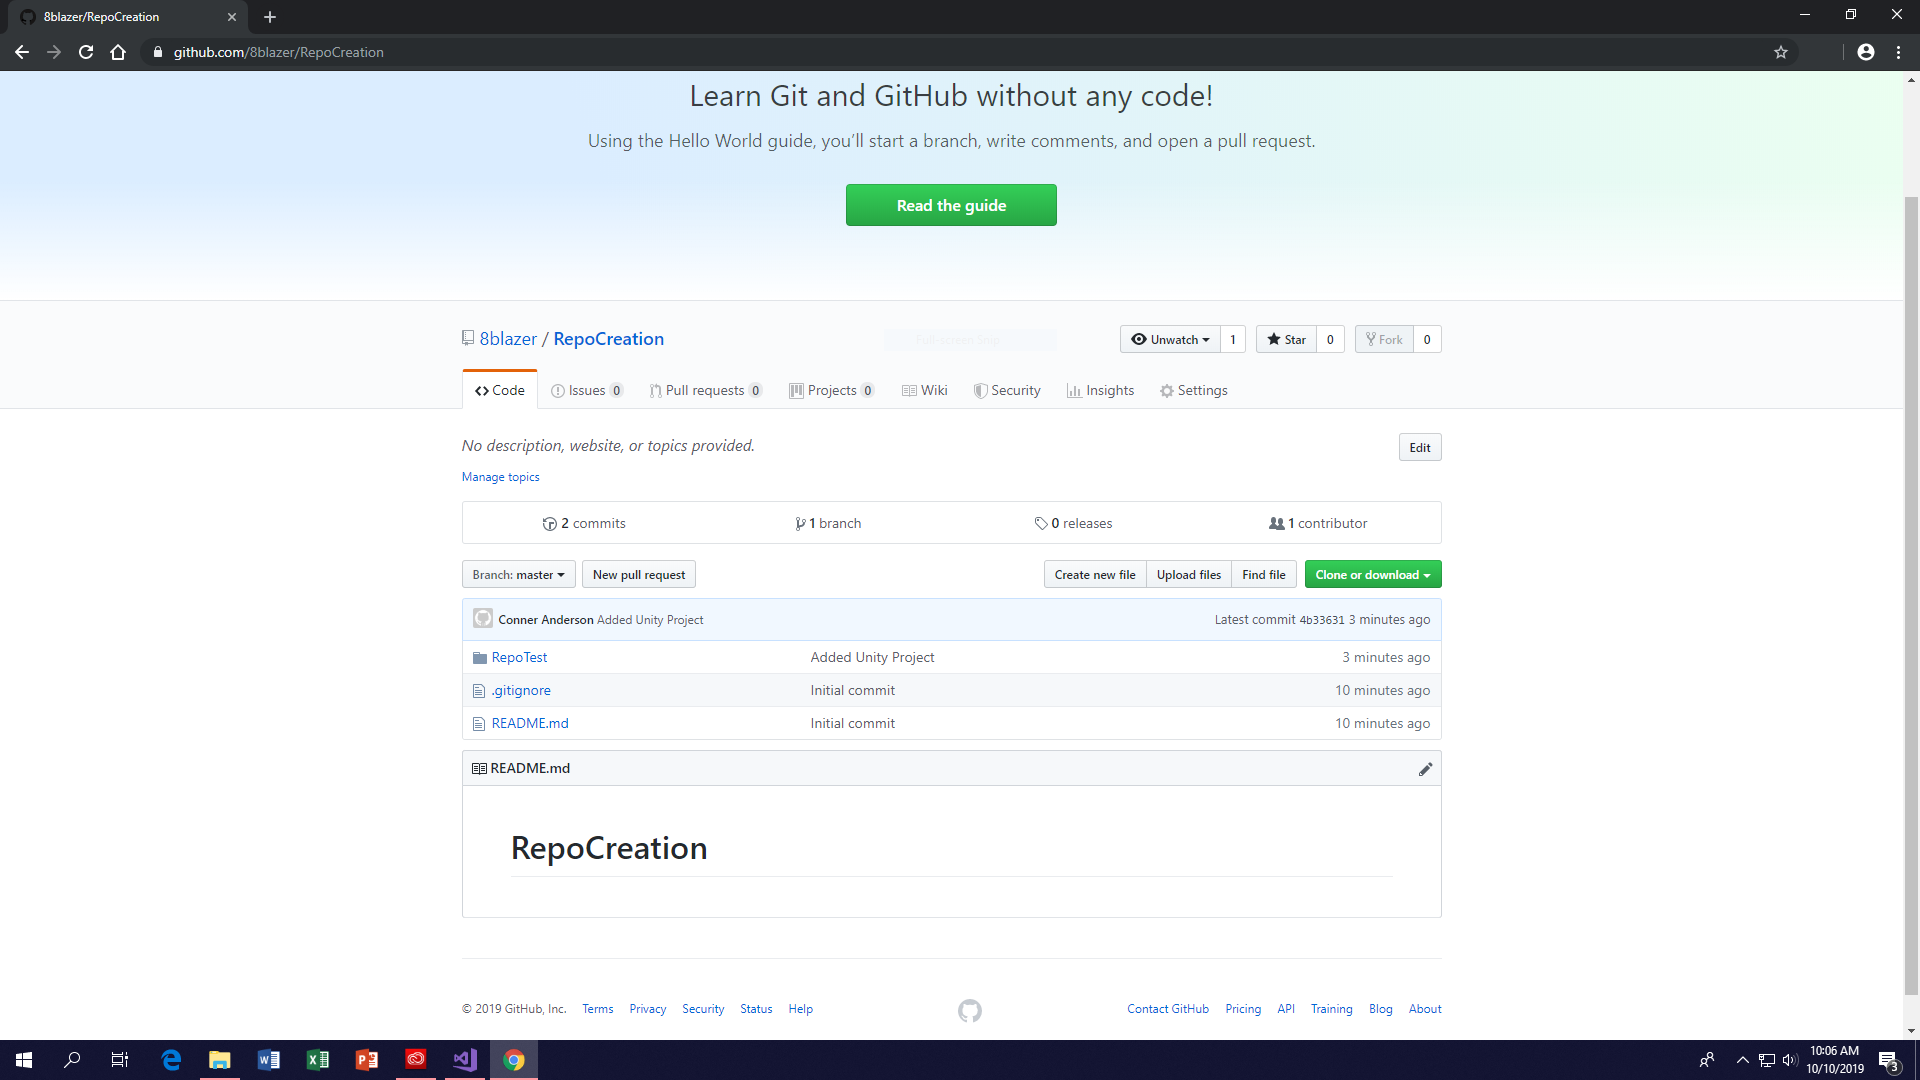 8blazer/RepoCreation
github.com/8blazer/RepoCreation
Learn Git and GitHub without any code!
Using the Hello World guide, you’ll start a branch, write comments, and open a pull request.
Read the guide
8blazer / RepoCreation
Unwatch 1 Star 0 Fork 0
Code Issues 0 Pull requests 0 Projects 0 Wiki Security Insights Settings
No description, website, or topics provided.
Edit
Manage topics
2 commits 1 branch 0 releases 1 contributor
Branch: master New pull request Create new file Upload files Find file Clone or download
Conner Anderson Added Unity Project Latest commit 4b33631 3 minutes ago
RepoTest Added Unity Project 3 minutes ago
.gitignore Initial commit 10 minutes ago
README.md Initial commit 10 minutes ago
README.md
RepoCreation
© 2019 GitHub, Inc. Terms Privacy Security Status Help Contact GitHub Pricing API Training Blog About
10:06 AM
10/10/2019
3